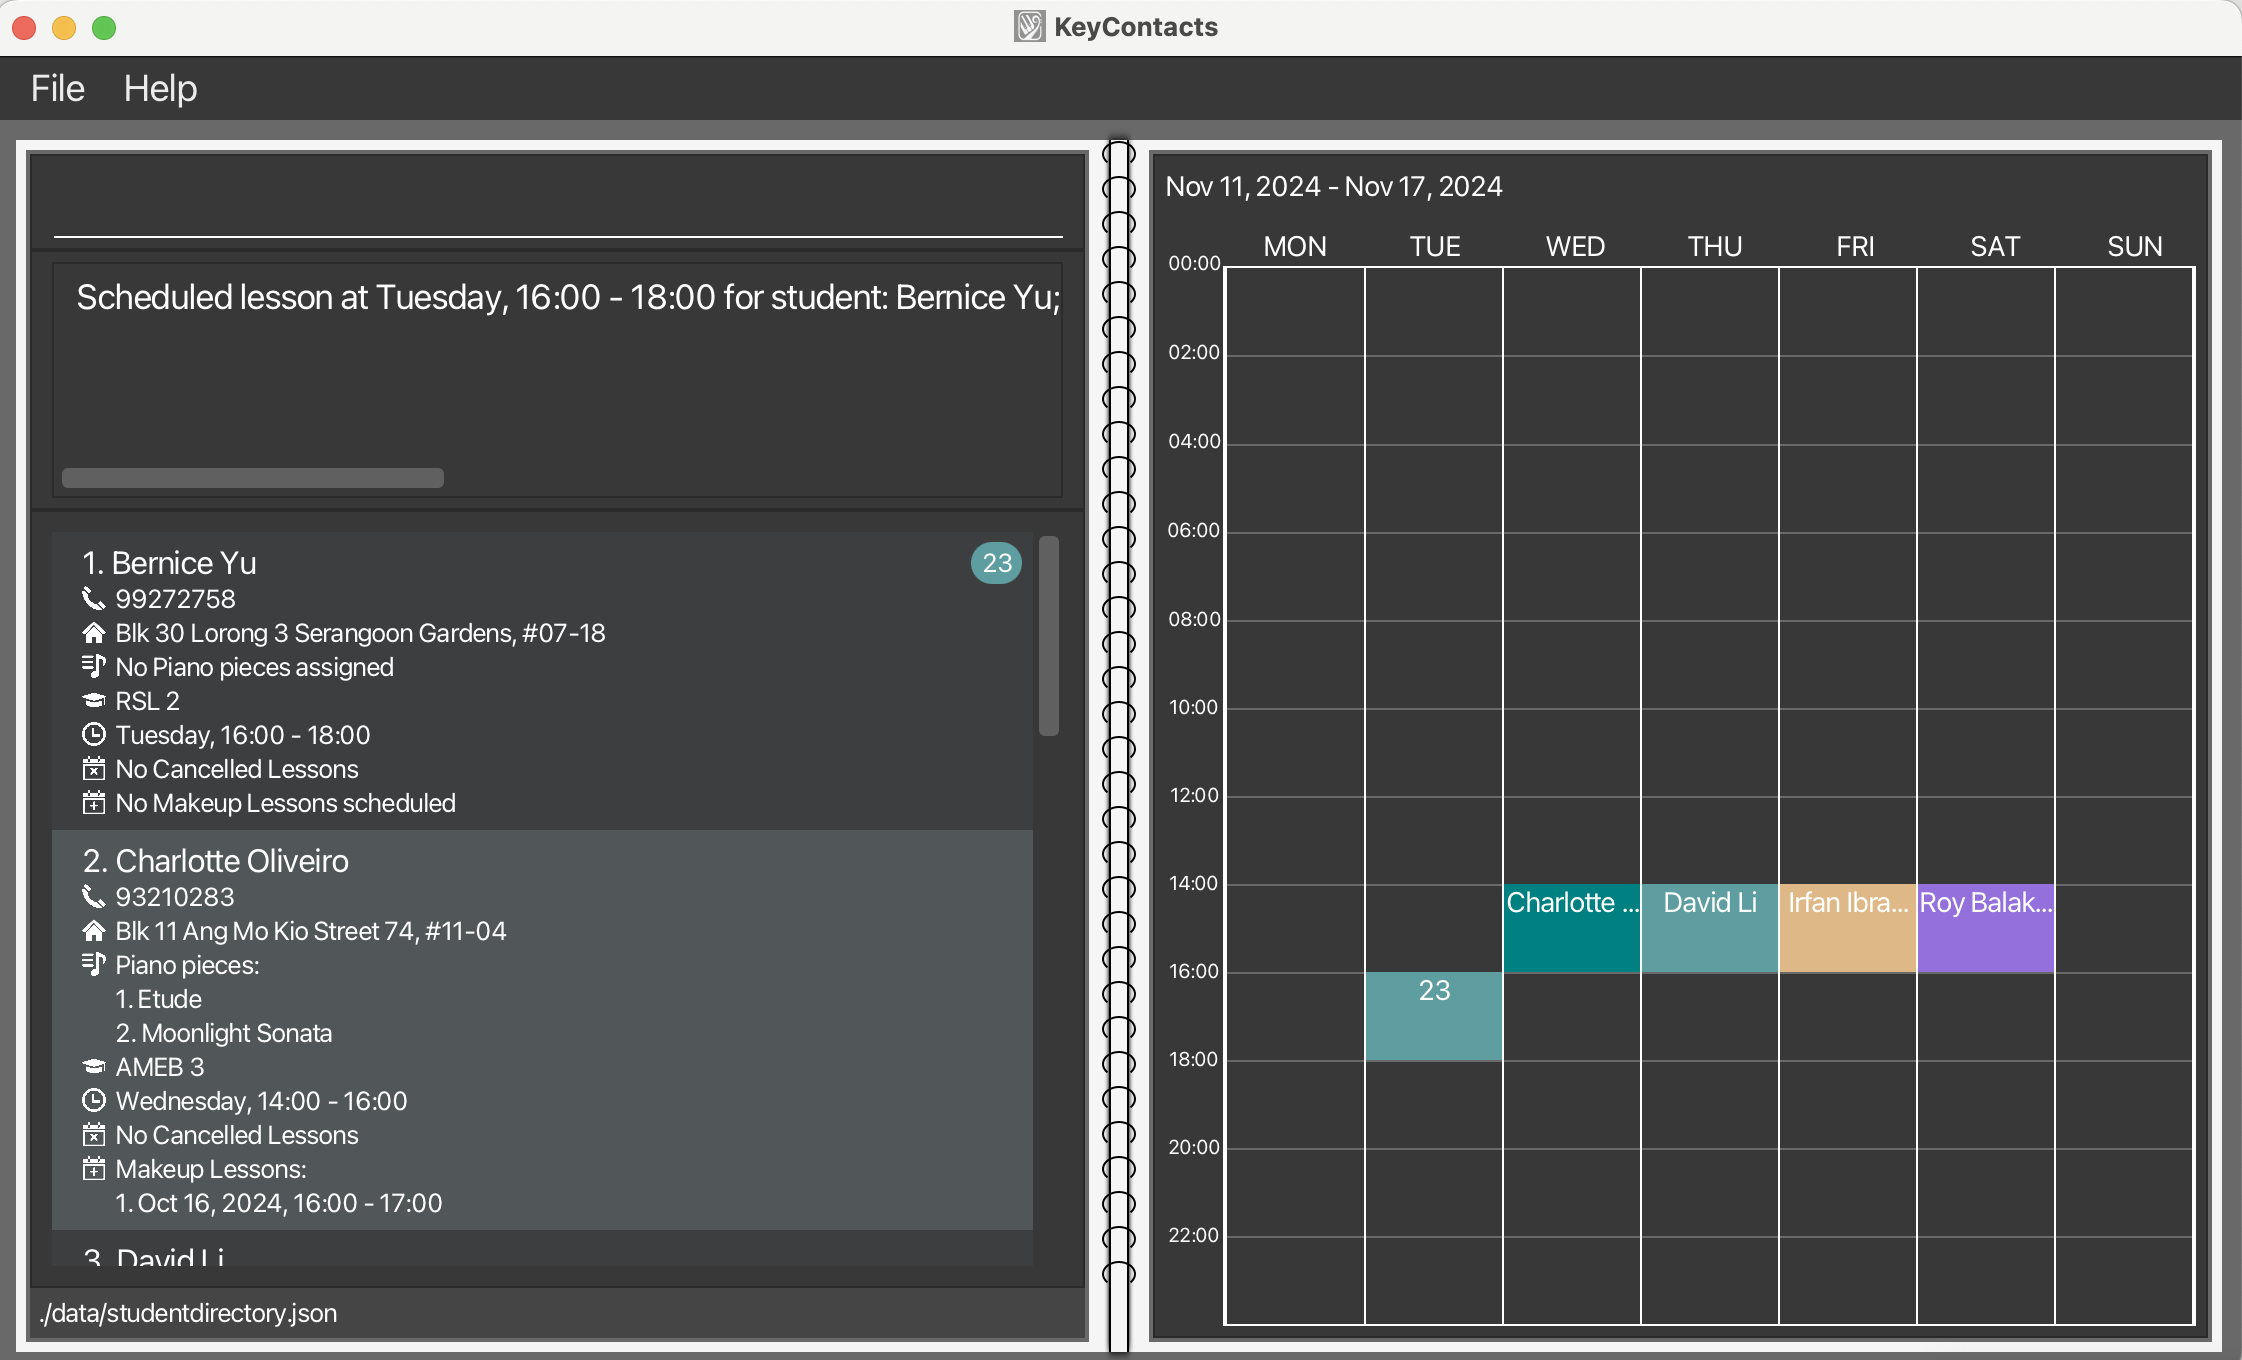 KeyContacts
File Help
Scheduled lesson at Tuesday, 16:00 - 18:00 for student: Bernice Yu;
1. Bernice Yu 23
99272758
Blk 30 Lorong 3 Serangoon Gardens, #07-18
No Piano pieces assigned
RSL 2
Tuesday, 16:00 - 18:00
No Cancelled Lessons
No Makeup Lessons scheduled
2. Charlotte Oliveiro
93210283
Blk 11 Ang Mo Kio Street 74, #11-04
Piano pieces:
1. Etude
2. Moonlight Sonata
AMEB 3
Wednesday, 14:00 - 16:00
No Cancelled Lessons
Makeup Lessons:
1. Oct 16, 2024, 16:00 - 17:00
3. David Li
./data/studentdirectory.json
Nov 11, 2024 - Nov 17, 2024
MON TUE WED THU FRI SAT SUN
00:00
02:00
04:00
06:00
08:00
10:00
12:00
14:00
Charlotte ... David Li Irfan Ibra... Roy Balak...
16:00
23
18:00
20:00
22:00